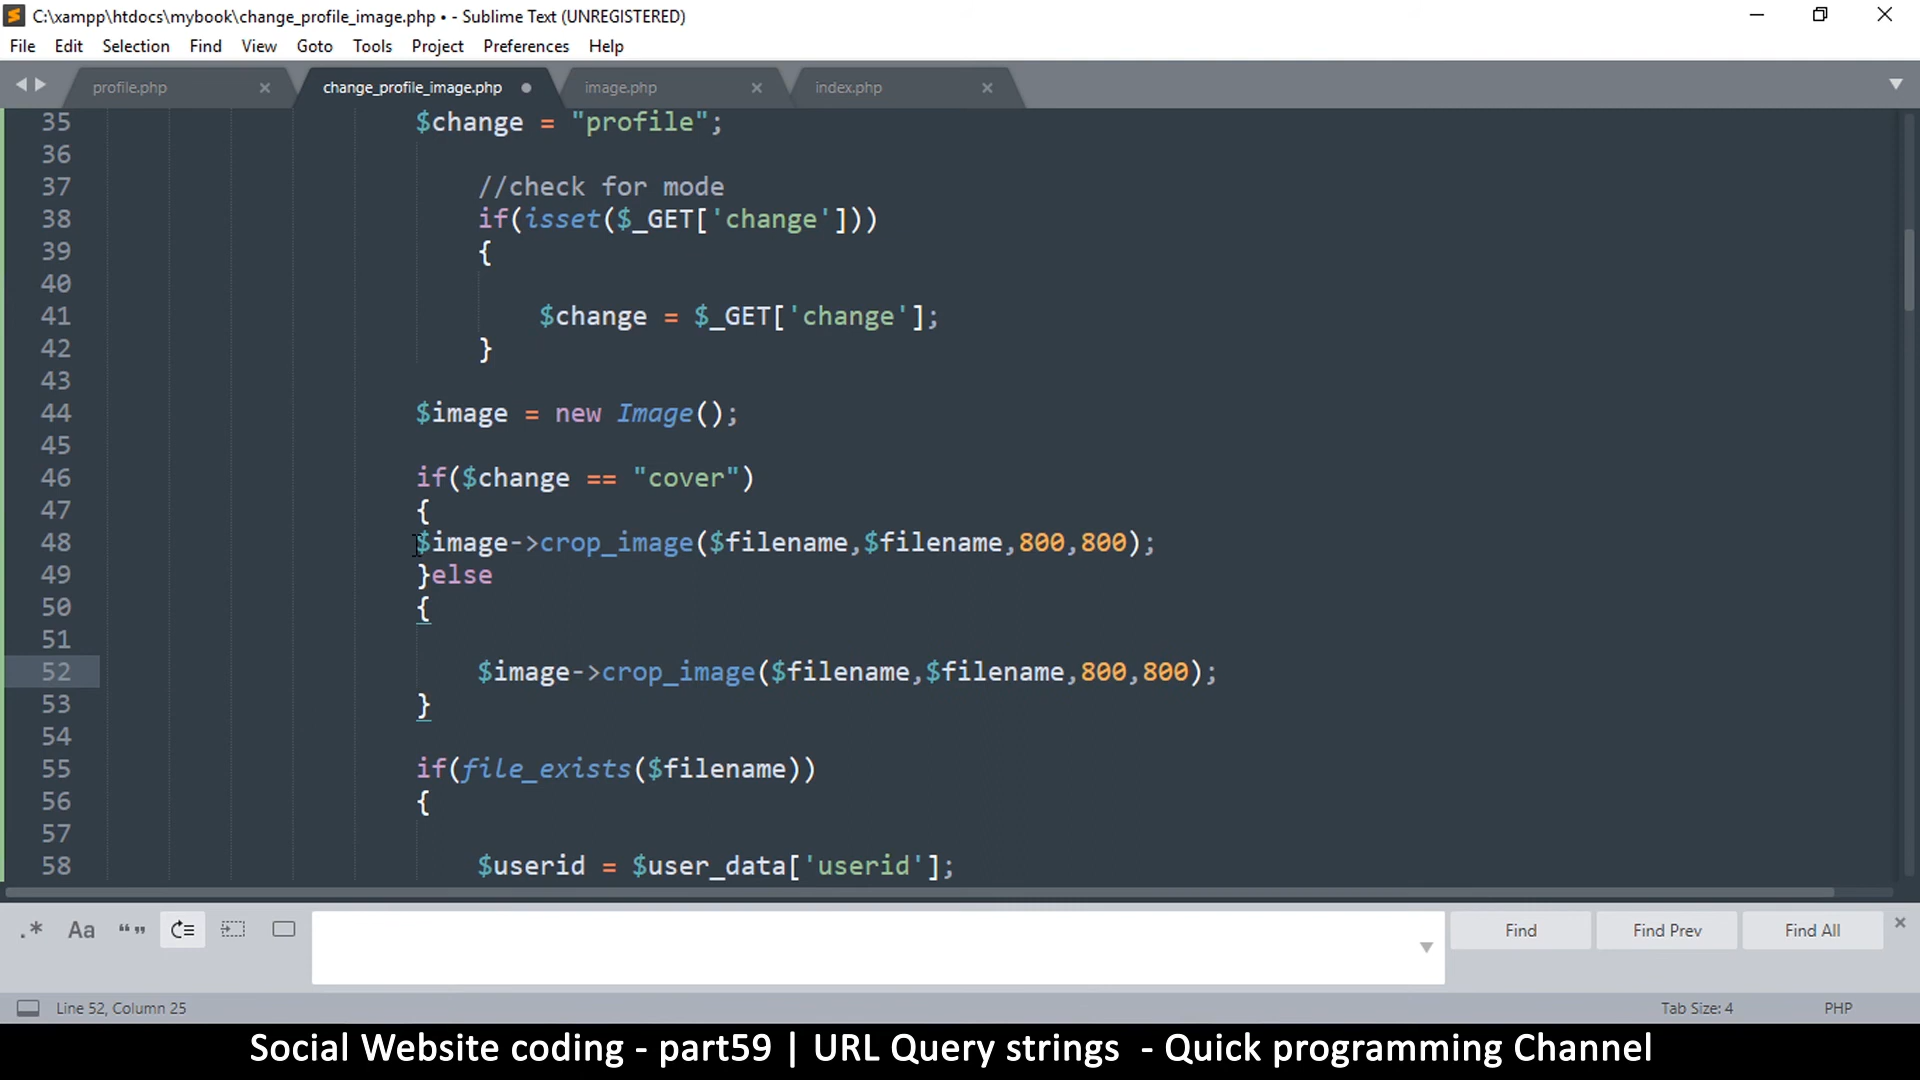 C:\xampp\htdocs\mybook\change_profile_image.php • - Sublime Text (UNREGISTERED)
File Edit Selection Find View Goto Tools Project Preferences Help
profile.php change_profile_image.php image.php index.php
35 $change = "profile";
36
37 //check for mode
38 if(isset($_GET['change']))
39 {
40
41 $change = $_GET['change'];
42 }
43
44 $image = new Image();
45
46 if($change == "cover")
47 {
48 $image->crop_image($filename,$filename,800,800);
49 }else
50 {
51
52 $image->crop_image($filename,$filename,800,800);
53 }
54
55 if(file_exists($filename))
56 {
57
58 $userid = $user_data['userid'];
.* Aa “” Find Find Prev Find All
Line 52, Column 25 Tab Size: 4 PHP
Social Website coding - part59 | URL Query strings - Quick programming Channel